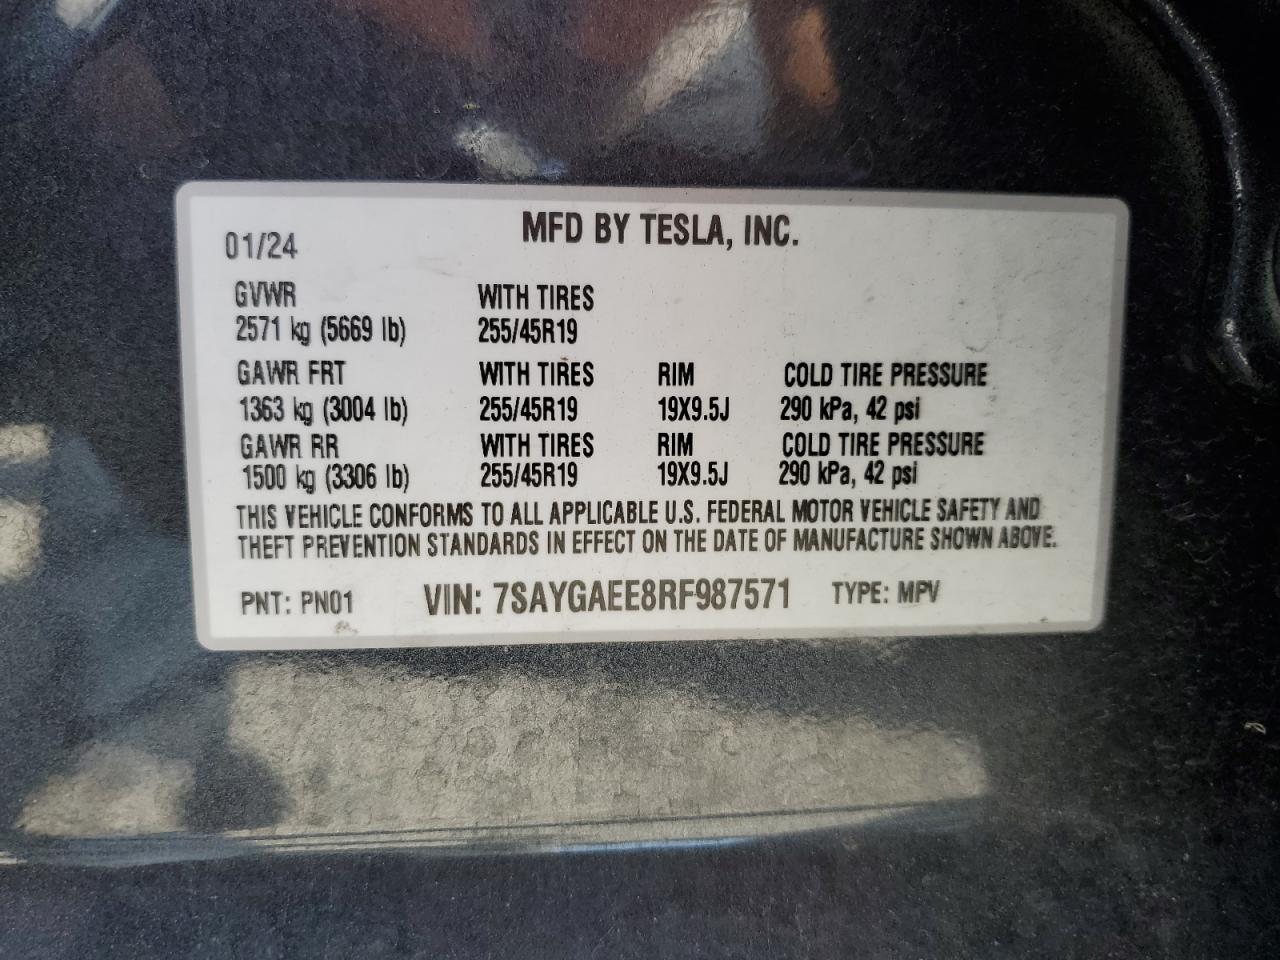 MFD BY TESLA, INC.
01/24
GVWR WITH TIRES
2571 kg (5669 lb) 255/45R19
GAWR FRT WITH TIRES RIM COLD TIRE PRESSURE
1363 kg (3004 lb) 255/45R19 19X9.5J 290 kPa, 42 psi
GAWR RR WITH TIRES RIM COLD TIRE PRESSURE
1500 kg (3306 lb) 255/45R19 19X9.5J 290 kPa, 42 psi
THIS VEHICLE CONFORMS TO ALL APPLICABLE U.S. FEDERAL MOTOR VEHICLE SAFETY AND
THEFT PREVENTION STANDARDS IN EFFECT ON THE DATE OF MANUFACTURE SHOWN ABOVE.
PNT: PN01 VIN: 7SAYGAEE8RF987571 TYPE: MPV